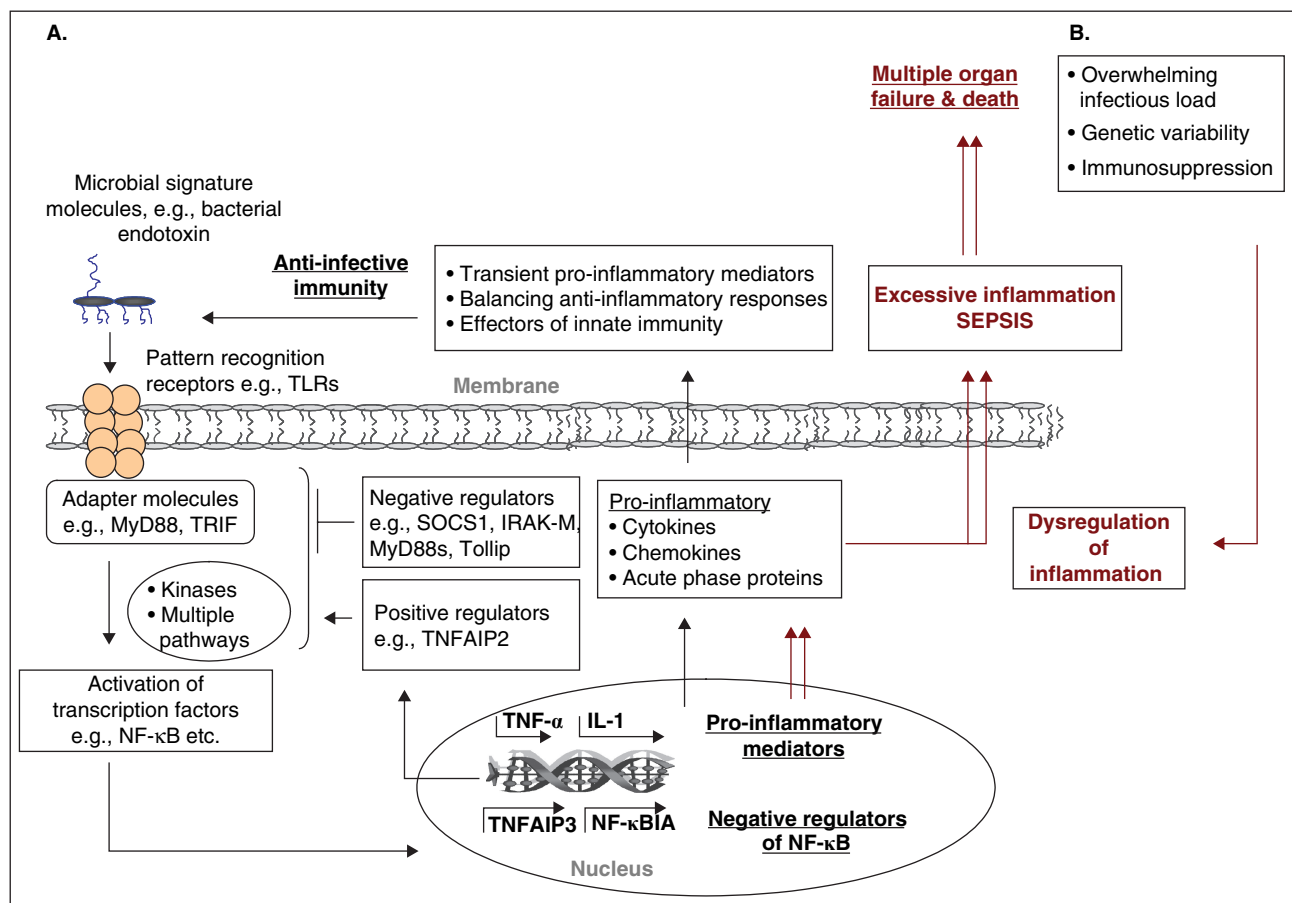 A.
B.
Multiple organ
failure & death
• Overwhelming
infectious load
• Genetic variability
• Immunosuppression
Microbial signature
molecules, e.g., bacterial
endotoxin
Anti-infective
immunity
• Transient pro-inflammatory mediators
• Balancing anti-inflammatory responses
• Effectors of innate immunity
Excessive inflammation
SEPSIS
Pattern recognition
receptors e.g., TLRs
Membrane
Adapter molecules
e.g., MyD88, TRIF
Negative regulators
e.g., SOCS1, IRAK-M,
MyD88s, Tollip
Pro-inflammatory
• Cytokines
• Chemokines
• Acute phase proteins
Dysregulation
of
inflammation
• Kinases
• Multiple
pathways
Positive regulators
e.g., TNFAIP2
Activation of
transcription factors
e.g., NF-κB etc.
TNF-α
IL-1
Pro-inflammatory
mediators
TNFAIP3
NF-κBIA
Negative regulators
of NF-κB
Nucleus